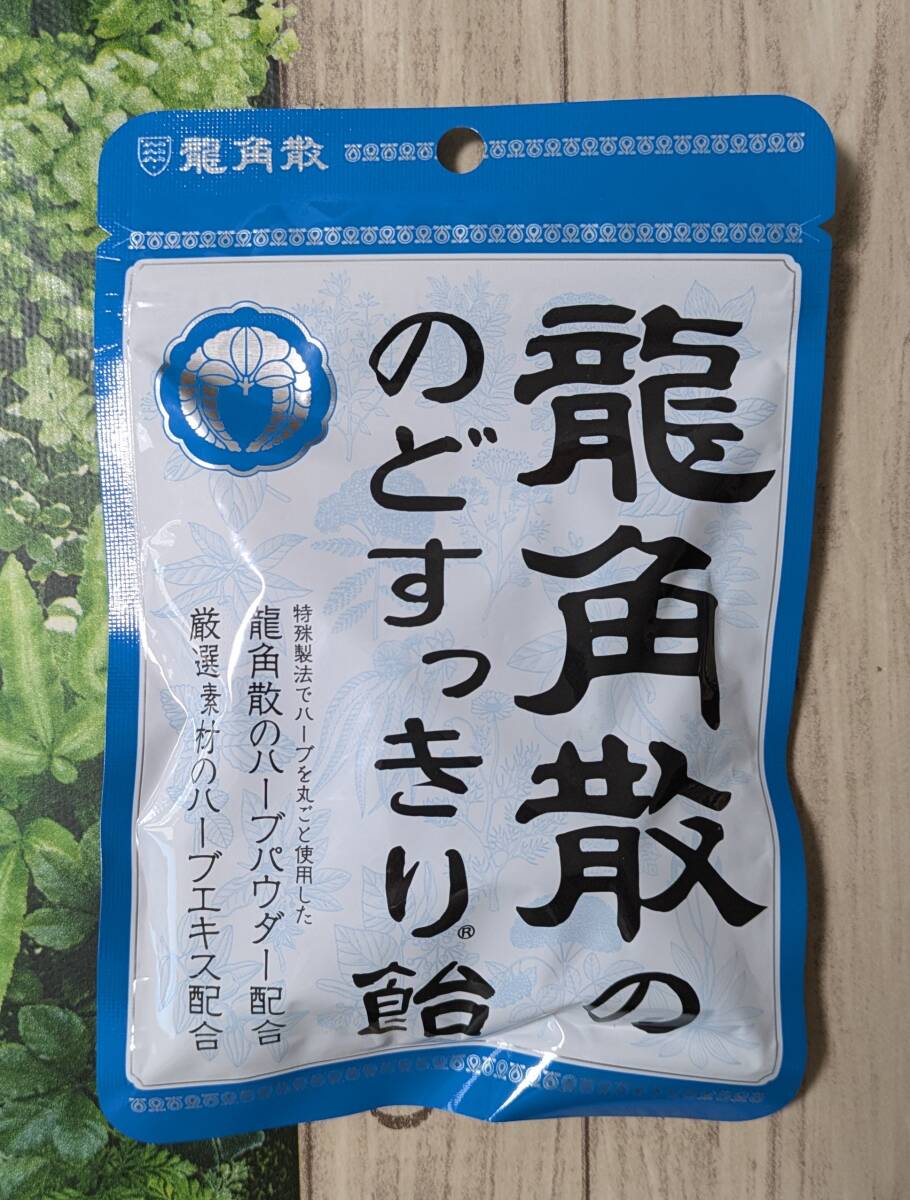 龍角散
龍角散の
のどすっきり®飴
特殊製法でハーブを丸ごと使用した
龍角散のハーブパウダー配合
厳選素材のハーブエキス配合